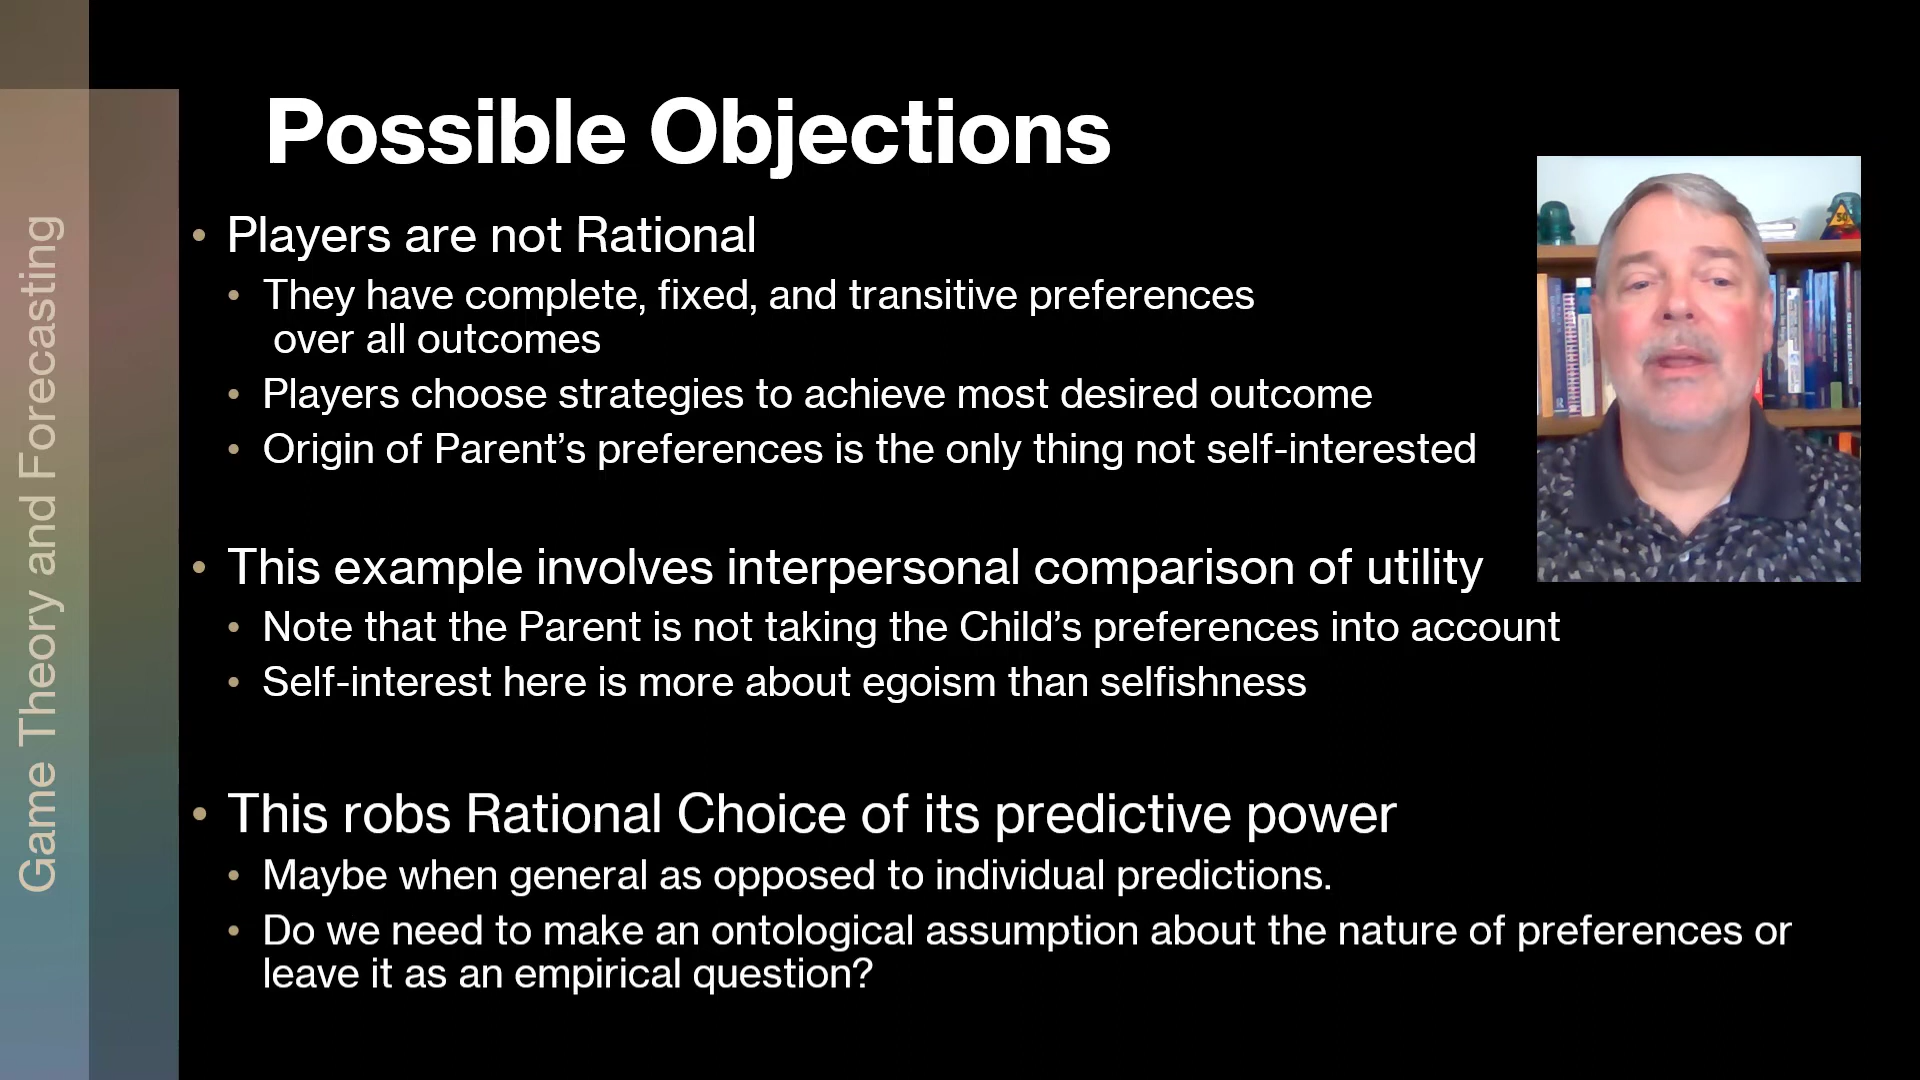 Game Theory and Forecasting
Possible Objections
• Players are not Rational
• They have complete, fixed, and transitive preferences
over all outcomes
• Players choose strategies to achieve most desired outcome
• Origin of Parent’s preferences is the only thing not self-interested
• This example involves interpersonal comparison of utility
• Note that the Parent is not taking the Child’s preferences into account
• Self-interest here is more about egoism than selfishness
• This robs Rational Choice of its predictive power
• Maybe when general as opposed to individual predictions.
• Do we need to make an ontological assumption about the nature of preferences or
leave it as an empirical question?